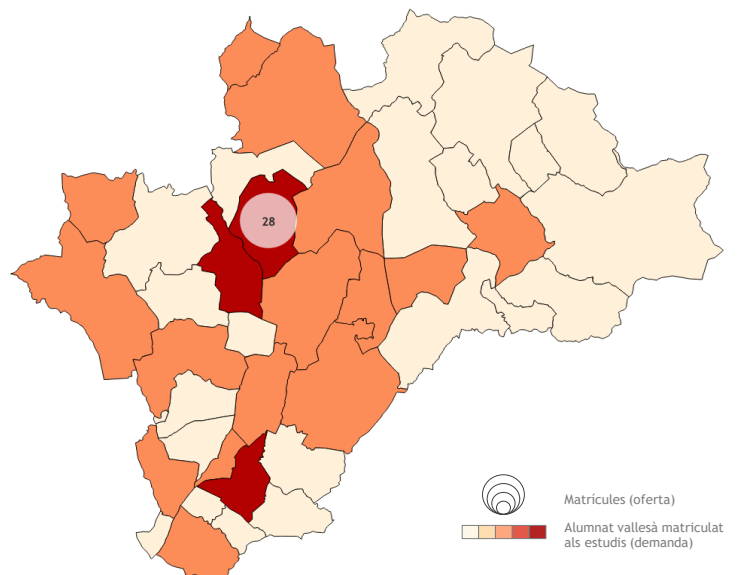 28
Matrícules (oferta)
Alumnat vallesà matriculat
als estudis (demanda)